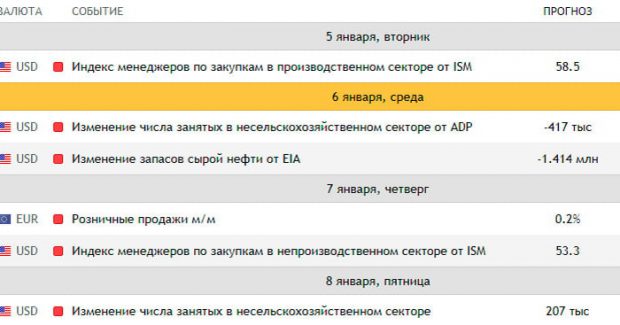 ВАЛЮТА СОБЫТИЕ ПРОГНОЗ
5 января, вторник
USD Индекс менеджеров по закупкам в производственном секторе от ISM 58.5
6 января, среда
USD Изменение числа занятых в несельскохозяйственном секторе от ADP -417 тыс
USD Изменение запасов сырой нефти от EIA -1.414 млн
7 января, четверг
EUR Розничные продажи м/м 0.2%
USD Индекс менеджеров по закупкам в непроизводственном секторе от ISM 53.3
8 января, пятница
USD Изменение числа занятых в несельскохозяйственном секторе 207 тыс